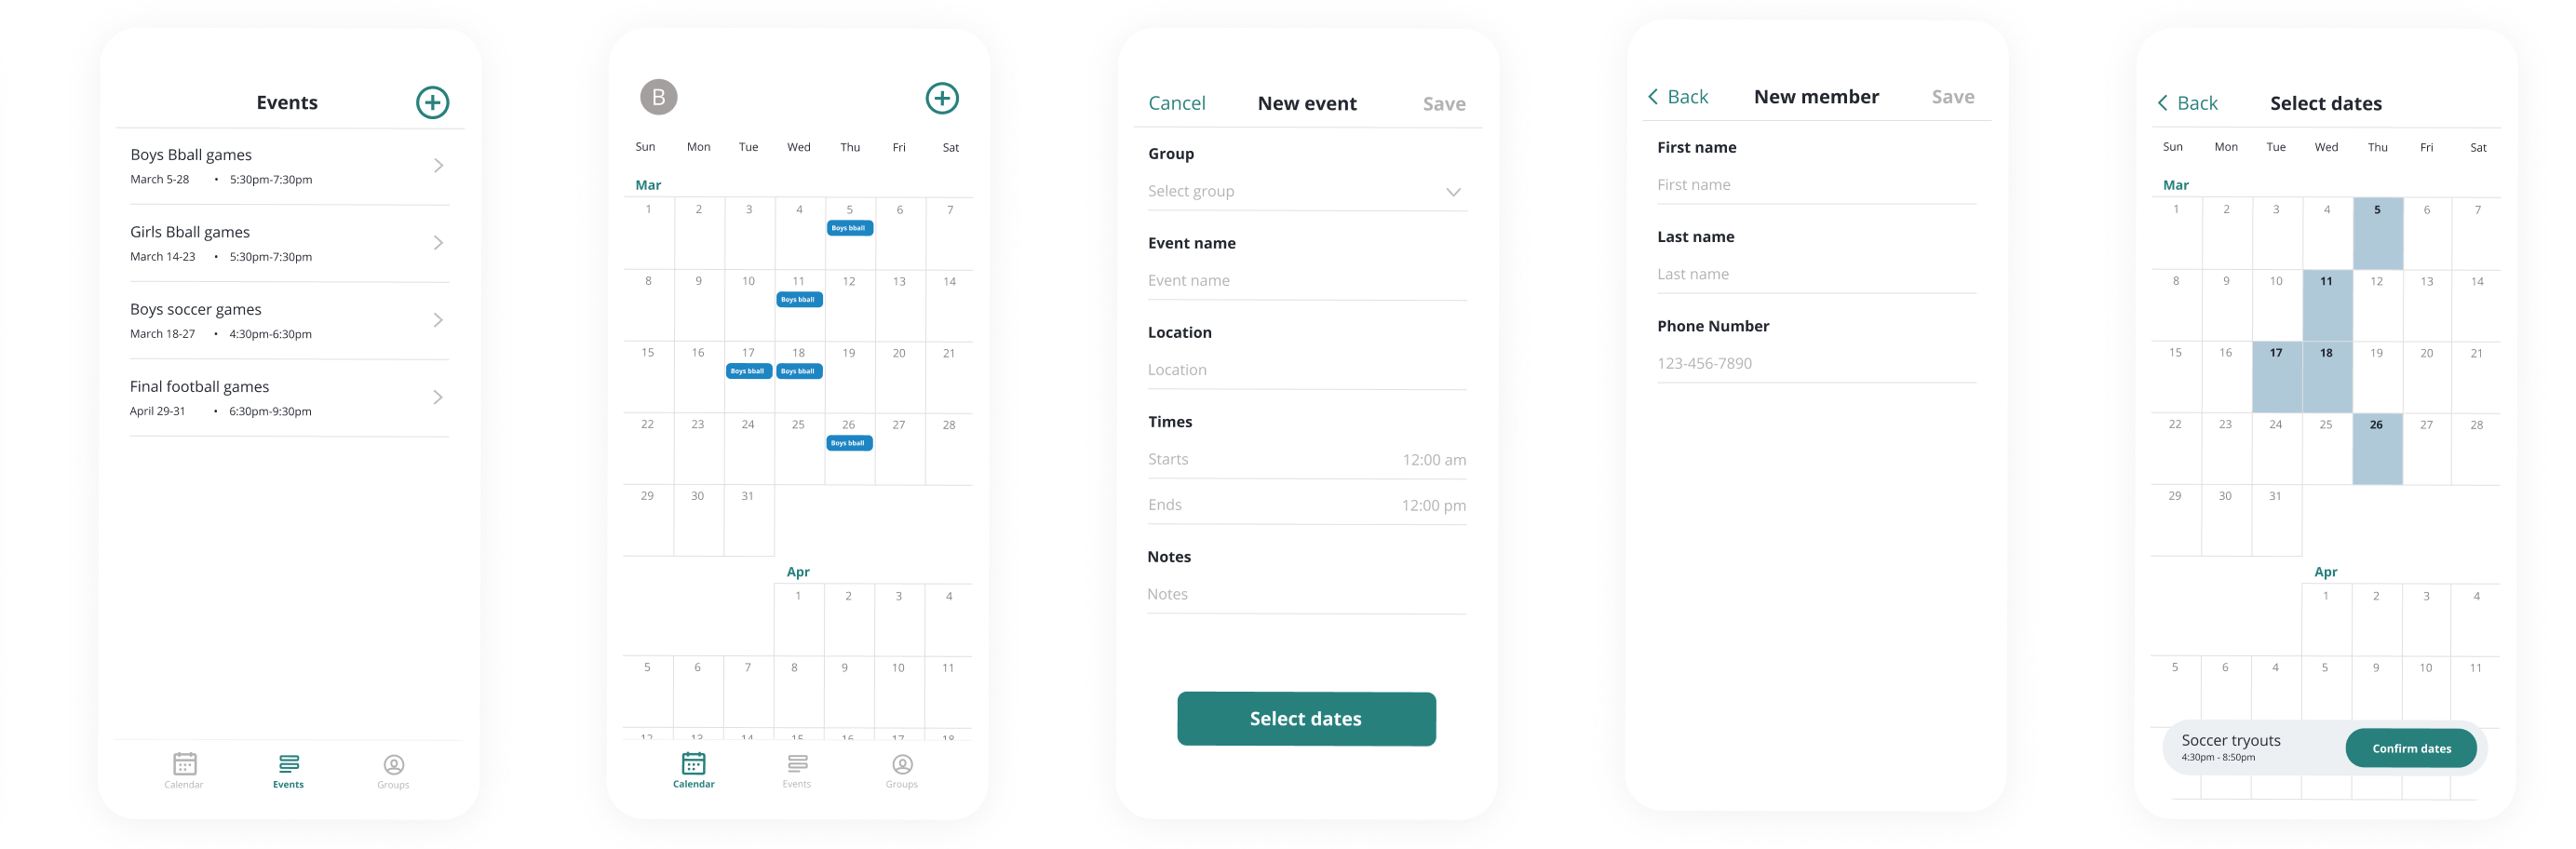 Events
Boys Bball games
March 5-28 • 5:30pm-7:30pm
Girls Bball games
March 14-23 • 5:30pm-7:30pm
Boys soccer games
March 18-27 • 4:30pm-6:30pm
Final football games
April 29-31 • 6:30pm-9:30pm
Calendar Events Groups
B
Sun Mon Tue Wed Thu Fri Sat
Mar
1 2 3 4 5 6 7
Boys bball
8 9 10 11 12 13 14
Boys bball
15 16 17 18 19 20 21
Boys bball Boys bball
22 23 24 25 26 27 28
Boys bball
29 30 31
Apr
1 2 3 4
5 6 7 8 9 10 11
12 13 14 15 16 17 18
Calendar Events Groups
Cancel New event Save
Group
Select group
Event name
Event name
Location
Location
Times
Starts 12:00 am
Ends 12:00 pm
Notes
Notes
Select dates
Back New member Save
First name
First name
Last name
Last name
Phone Number
123-456-7890
Back Select dates
Sun Mon Tue Wed Thu Fri Sat
Mar
1 2 3 4 5 6 7
8 9 10 11 12 13 14
15 16 17 18 19 20 21
22 23 24 25 26 27 28
29 30 31
Apr
1 2 3 4
5 6 4 5 9 10 11
Soccer tryouts
4:30pm - 8:50pm
Confirm dates